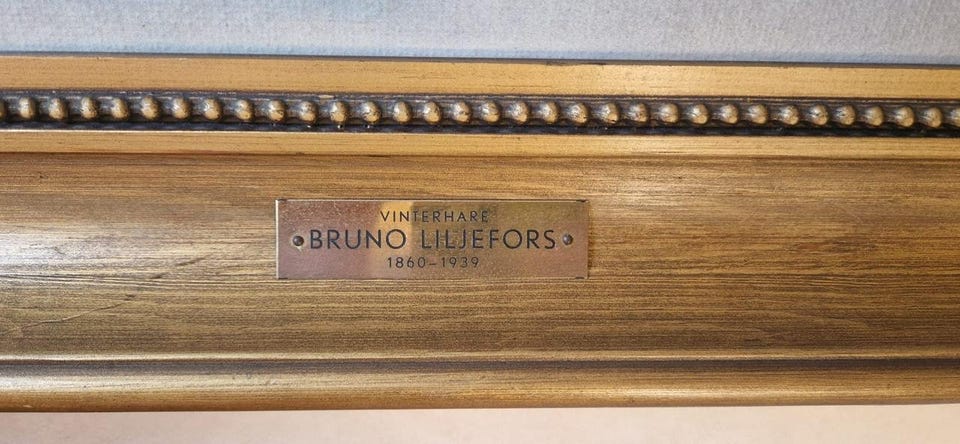 VINTERHARE
BRUNO LILJEFORS
1860–1939